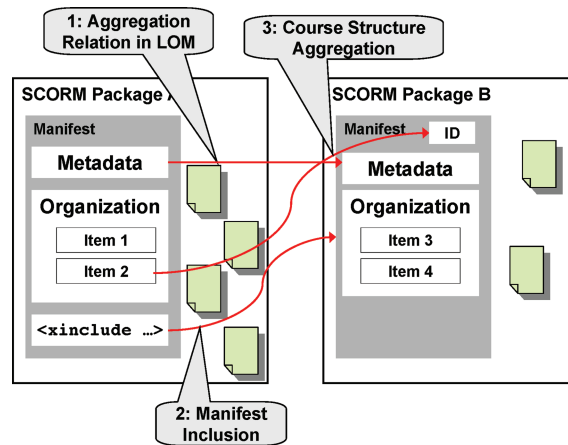 1: Aggregation
Relation in LOM
3: Course Structure
Aggregation
SCORM Package
Manifest
Metadata
Organization
Item 1
Item 2
<xinclude …>
SCORM Package B
Manifest
ID
Metadata
Organization
Item 3
Item 4
2: Manifest
Inclusion